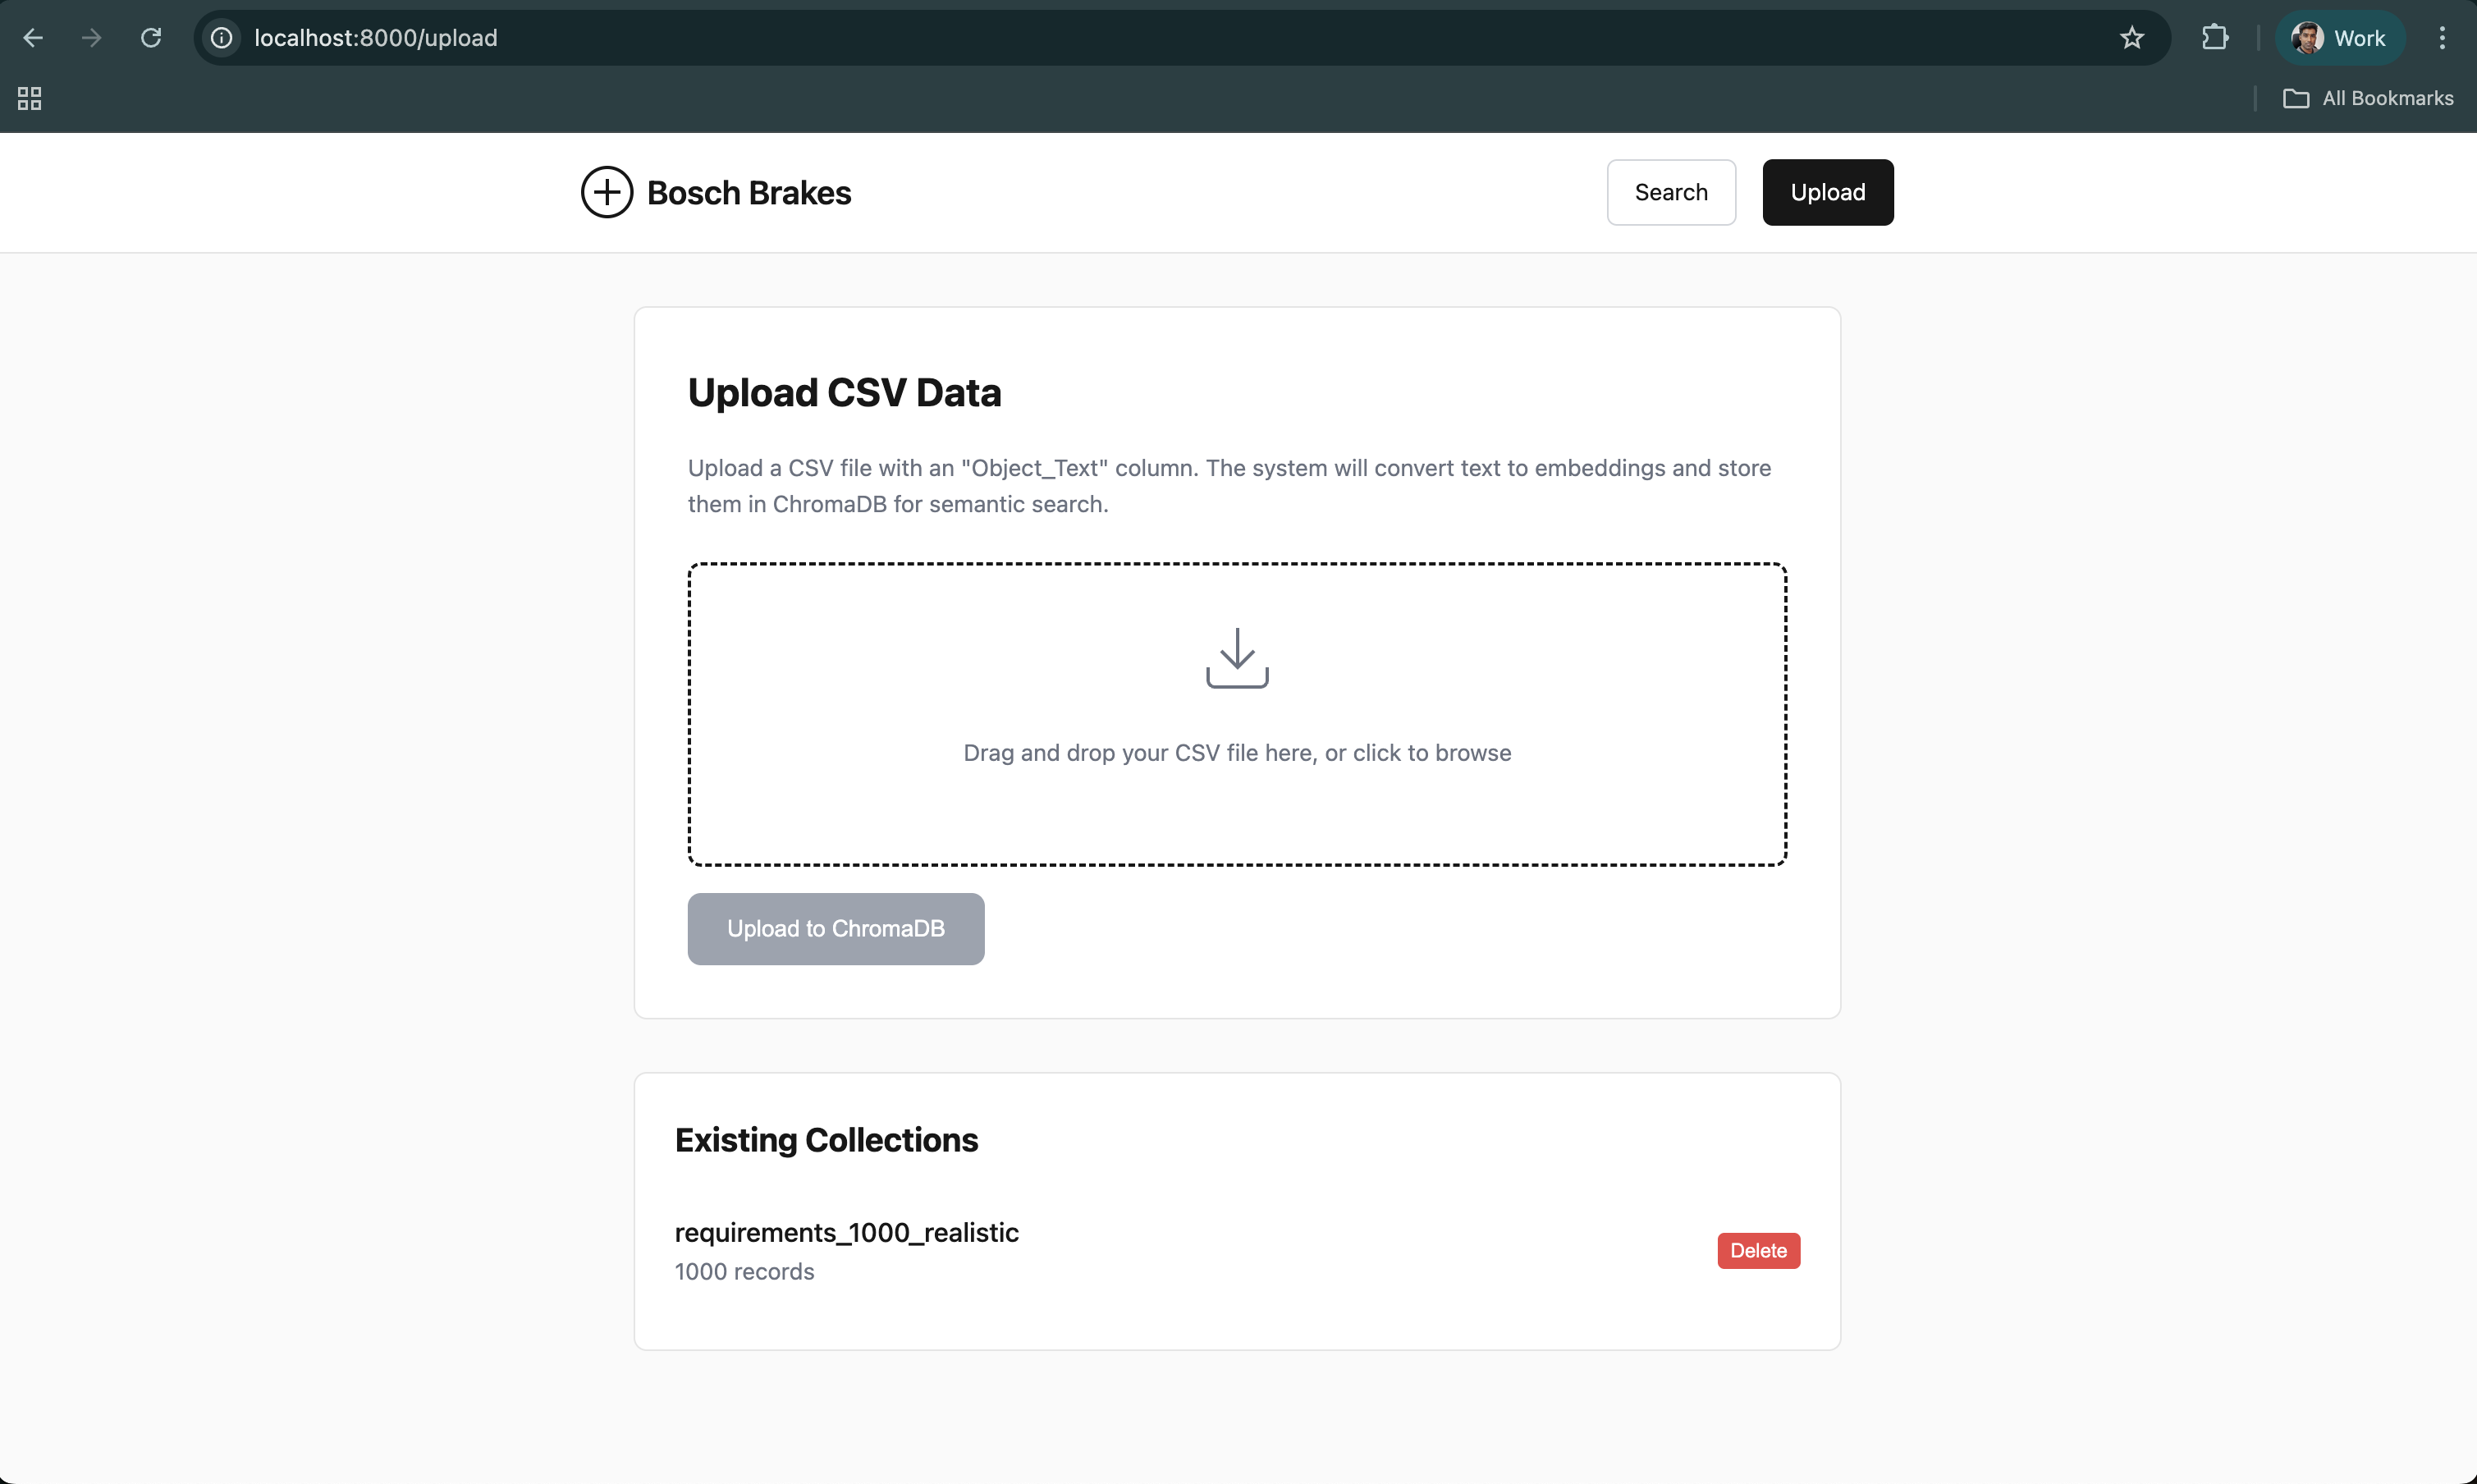 localhost:8000/upload
Work
All Bookmarks
Bosch Brakes
Search
Upload
Upload CSV Data
Upload a CSV file with an "Object_Text" column. The system will convert text to embeddings and store
them in ChromaDB for semantic search.
Drag and drop your CSV file here, or click to browse
Upload to ChromaDB
Existing Collections
requirements_1000_realistic
1000 records
Delete